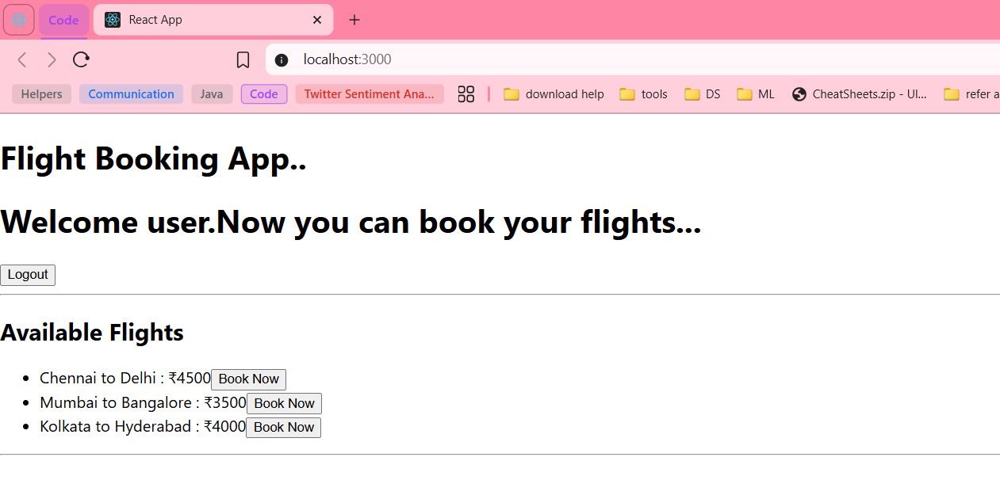 Code React App
localhost:3000
Helpers Communication Java Code Twitter Sentiment Ana... download help tools DS ML CheatSheets.zip - Ul... refer a
Flight Booking App..
Welcome user.Now you can book your flights...
Logout
Available Flights
Chennai to Delhi : ₹4500 Book Now
Mumbai to Bangalore : ₹3500 Book Now
Kolkata to Hyderabad : ₹4000 Book Now